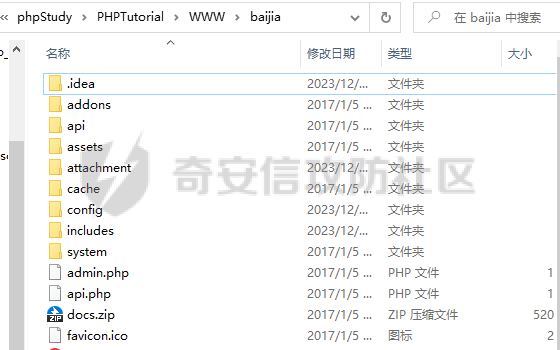 « phpStudy > PHPTutorial > WWW > baijia 在 baijia 中搜索
名称 修改日期 类型 大小
.idea 2023/12/... 文件夹
addons 2017/1/5 ... 文件夹
api 2017/1/5 ... 文件夹
assets 2017/1/5 ... 文件夹
attachment 2023/12/... 文件夹
cache 2017/1/5 ... 文件夹
config 2023/12/... 文件夹
includes 2023/12/... 文件夹
system 2017/1/5 ... 文件夹
admin.php 2017/1/5 ... PHP 文件 1
api.php 2017/1/5 ... PHP 文件 1
docs.zip 2017/1/5 ... ZIP 压缩文件 520
favicon.ico 2017/1/5 ... 图标 2
奇安信攻防社区